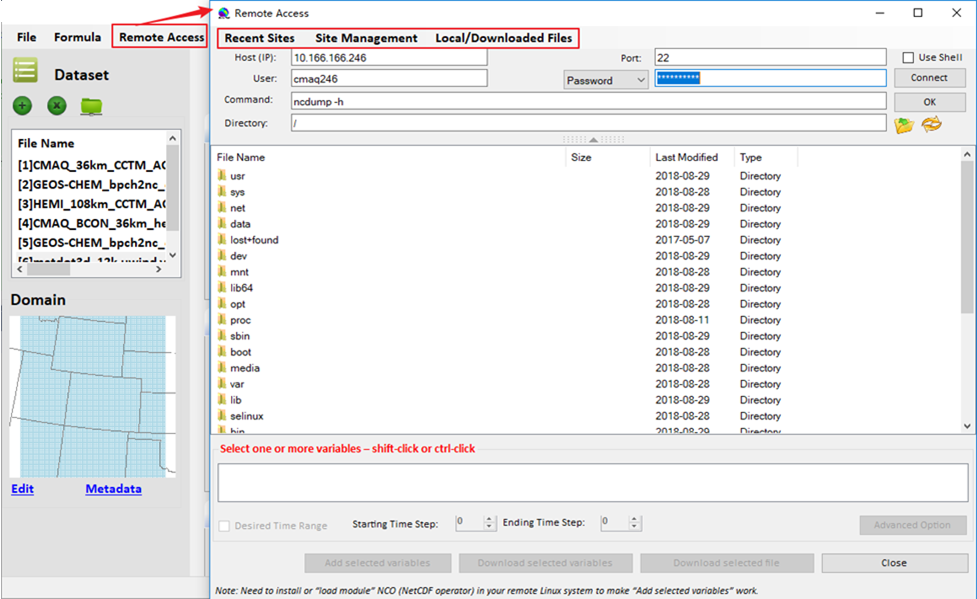 File Formula Remote Access
Dataset
File Name
[1]CMAQ_36km_CCTM_AC
[2]GEOS-CHEM_bpch2nc_
[3]HEMI_108km_CCTM_AC
[4]CMAQ_BCON_36km_he
[5]GEOS-CHEM_bpch2nc_
[6]metdot3d_12k_uwind.v
Domain
Edit Metadata
Remote Access
Recent Sites Site Management Local/Downloaded Files
Host (IP): 10.166.166.246 Port: 22 Use Shell
User: cmaq246 Password ********** Connect
Command: ncdump -h OK
Directory: /
File Name Size Last Modified Type
usr 2018-08-29 Directory
sys 2018-08-29 Directory
net 2018-08-29 Directory
data 2018-08-29 Directory
lost+found 2017-05-07 Directory
dev 2018-08-29 Directory
mnt 2018-08-28 Directory
lib64 2018-08-29 Directory
opt 2018-08-28 Directory
proc 2018-08-11 Directory
sbin 2018-08-29 Directory
boot 2018-08-28 Directory
media 2018-08-28 Directory
var 2018-08-28 Directory
lib 2018-08-29 Directory
selinux 2018-08-28 Directory
bin 2018-08-29 Directory
Select one or more variables – shift-click or ctrl-click
Desired Time Range Starting Time Step: 0 Ending Time Step: 0 Advanced Option
Add selected variables Download selected variables Download selected file Close
Note: Need to install or “load module” NCO (NetCDF operator) in your remote Linux system to make “Add selected variables” work.